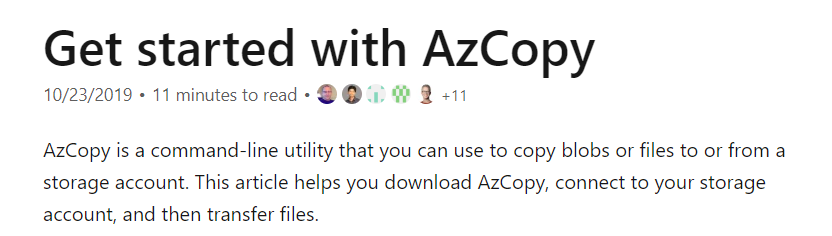 Get started with AzCopy
10/23/2019 • 11 minutes to read • +11
AzCopy is a command-line utility that you can use to copy blobs or files to or from a
storage account. This article helps you download AzCopy, connect to your storage
account, and then transfer files.